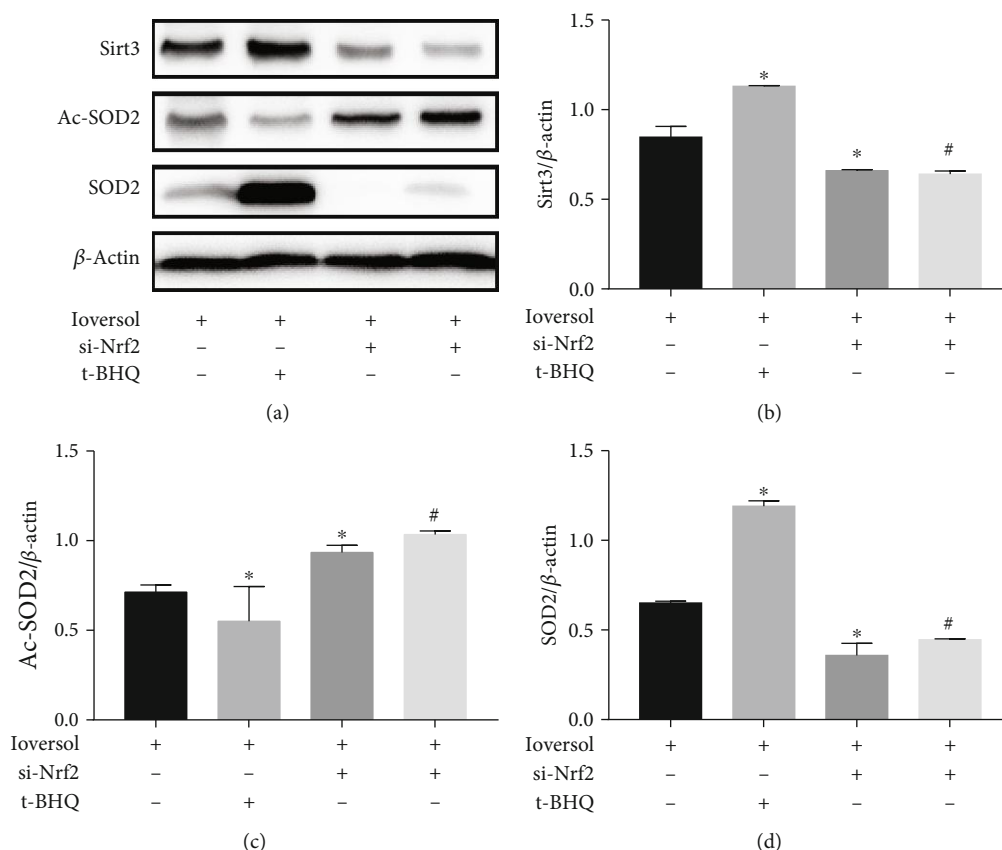 Sirt3
Ac-SOD2
SOD2
β-Actin
Ioversol + + + +
si-Nrf2 – – + +
t-BHQ – + – –
(a)
Sirt3/β-actin
1.5
1.0
0.5
0.0
*
*
#
Ioversol + + + +
si-Nrf2 – – + +
t-BHQ – + – –
(b)
Ac-SOD2/β-actin
1.5
1.0
0.5
0.0
*
*
#
Ioversol + + + +
si-Nrf2 – – + +
t-BHQ – + – –
(c)
SOD2/β-actin
1.5
1.0
0.5
0.0
*
*
#
Ioversol + + + +
si-Nrf2 – – + +
t-BHQ – + – –
(d)